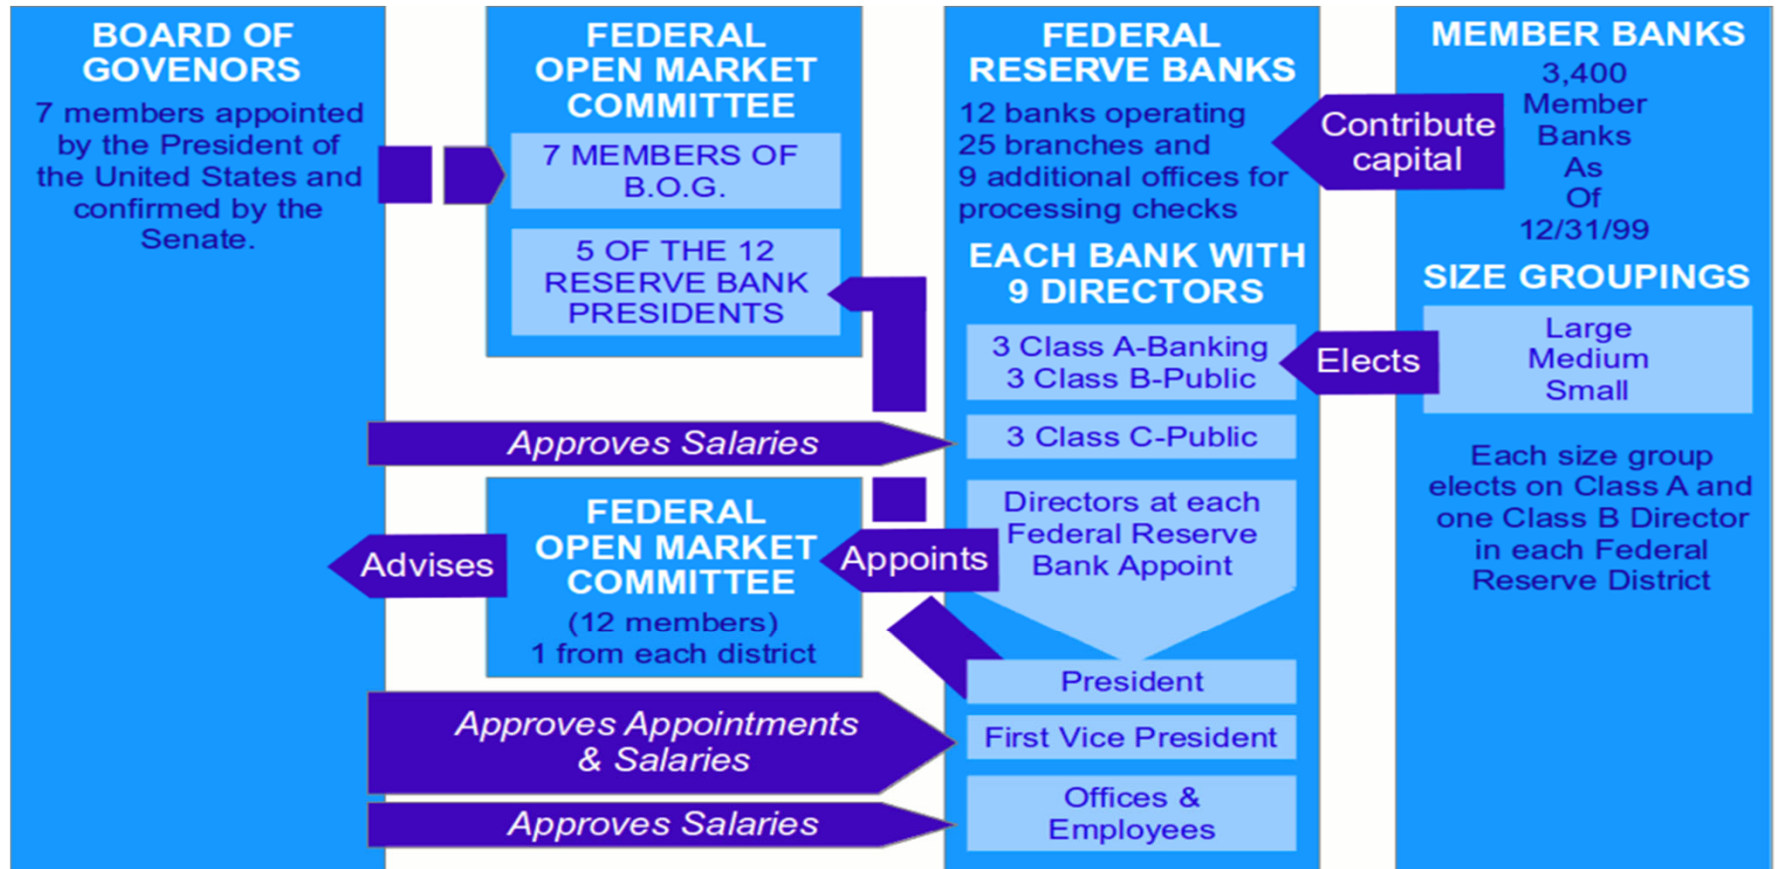 BOARD OF
GOVENORS
7 members appointed
by the President of
the United States and
confirmed by the
Senate.
FEDERAL
OPEN MARKET
COMMITTEE
7 MEMBERS OF
B.O.G.
5 OF THE 12
RESERVE BANK
PRESIDENTS
Approves Salaries
FEDERAL
OPEN MARKET
COMMITTEE
(12 members)
1 from each district
Advises
Appoints
Approves Appointments
& Salaries
Approves Salaries
FEDERAL
RESERVE BANKS
12 banks operating
25 branches and
9 additional offices for
processing checks
EACH BANK WITH
9 DIRECTORS
3 Class A-Banking
3 Class B-Public
3 Class C-Public
Directors at each
Federal Reserve
Bank Appoint
President
First Vice President
Offices &
Employees
Contribute
capital
Elects
MEMBER BANKS
3,400
Member
Banks
As
Of
12/31/99
SIZE GROUPINGS
Large
Medium
Small
Each size group
elects on Class A and
one Class B Director
in each Federal
Reserve District